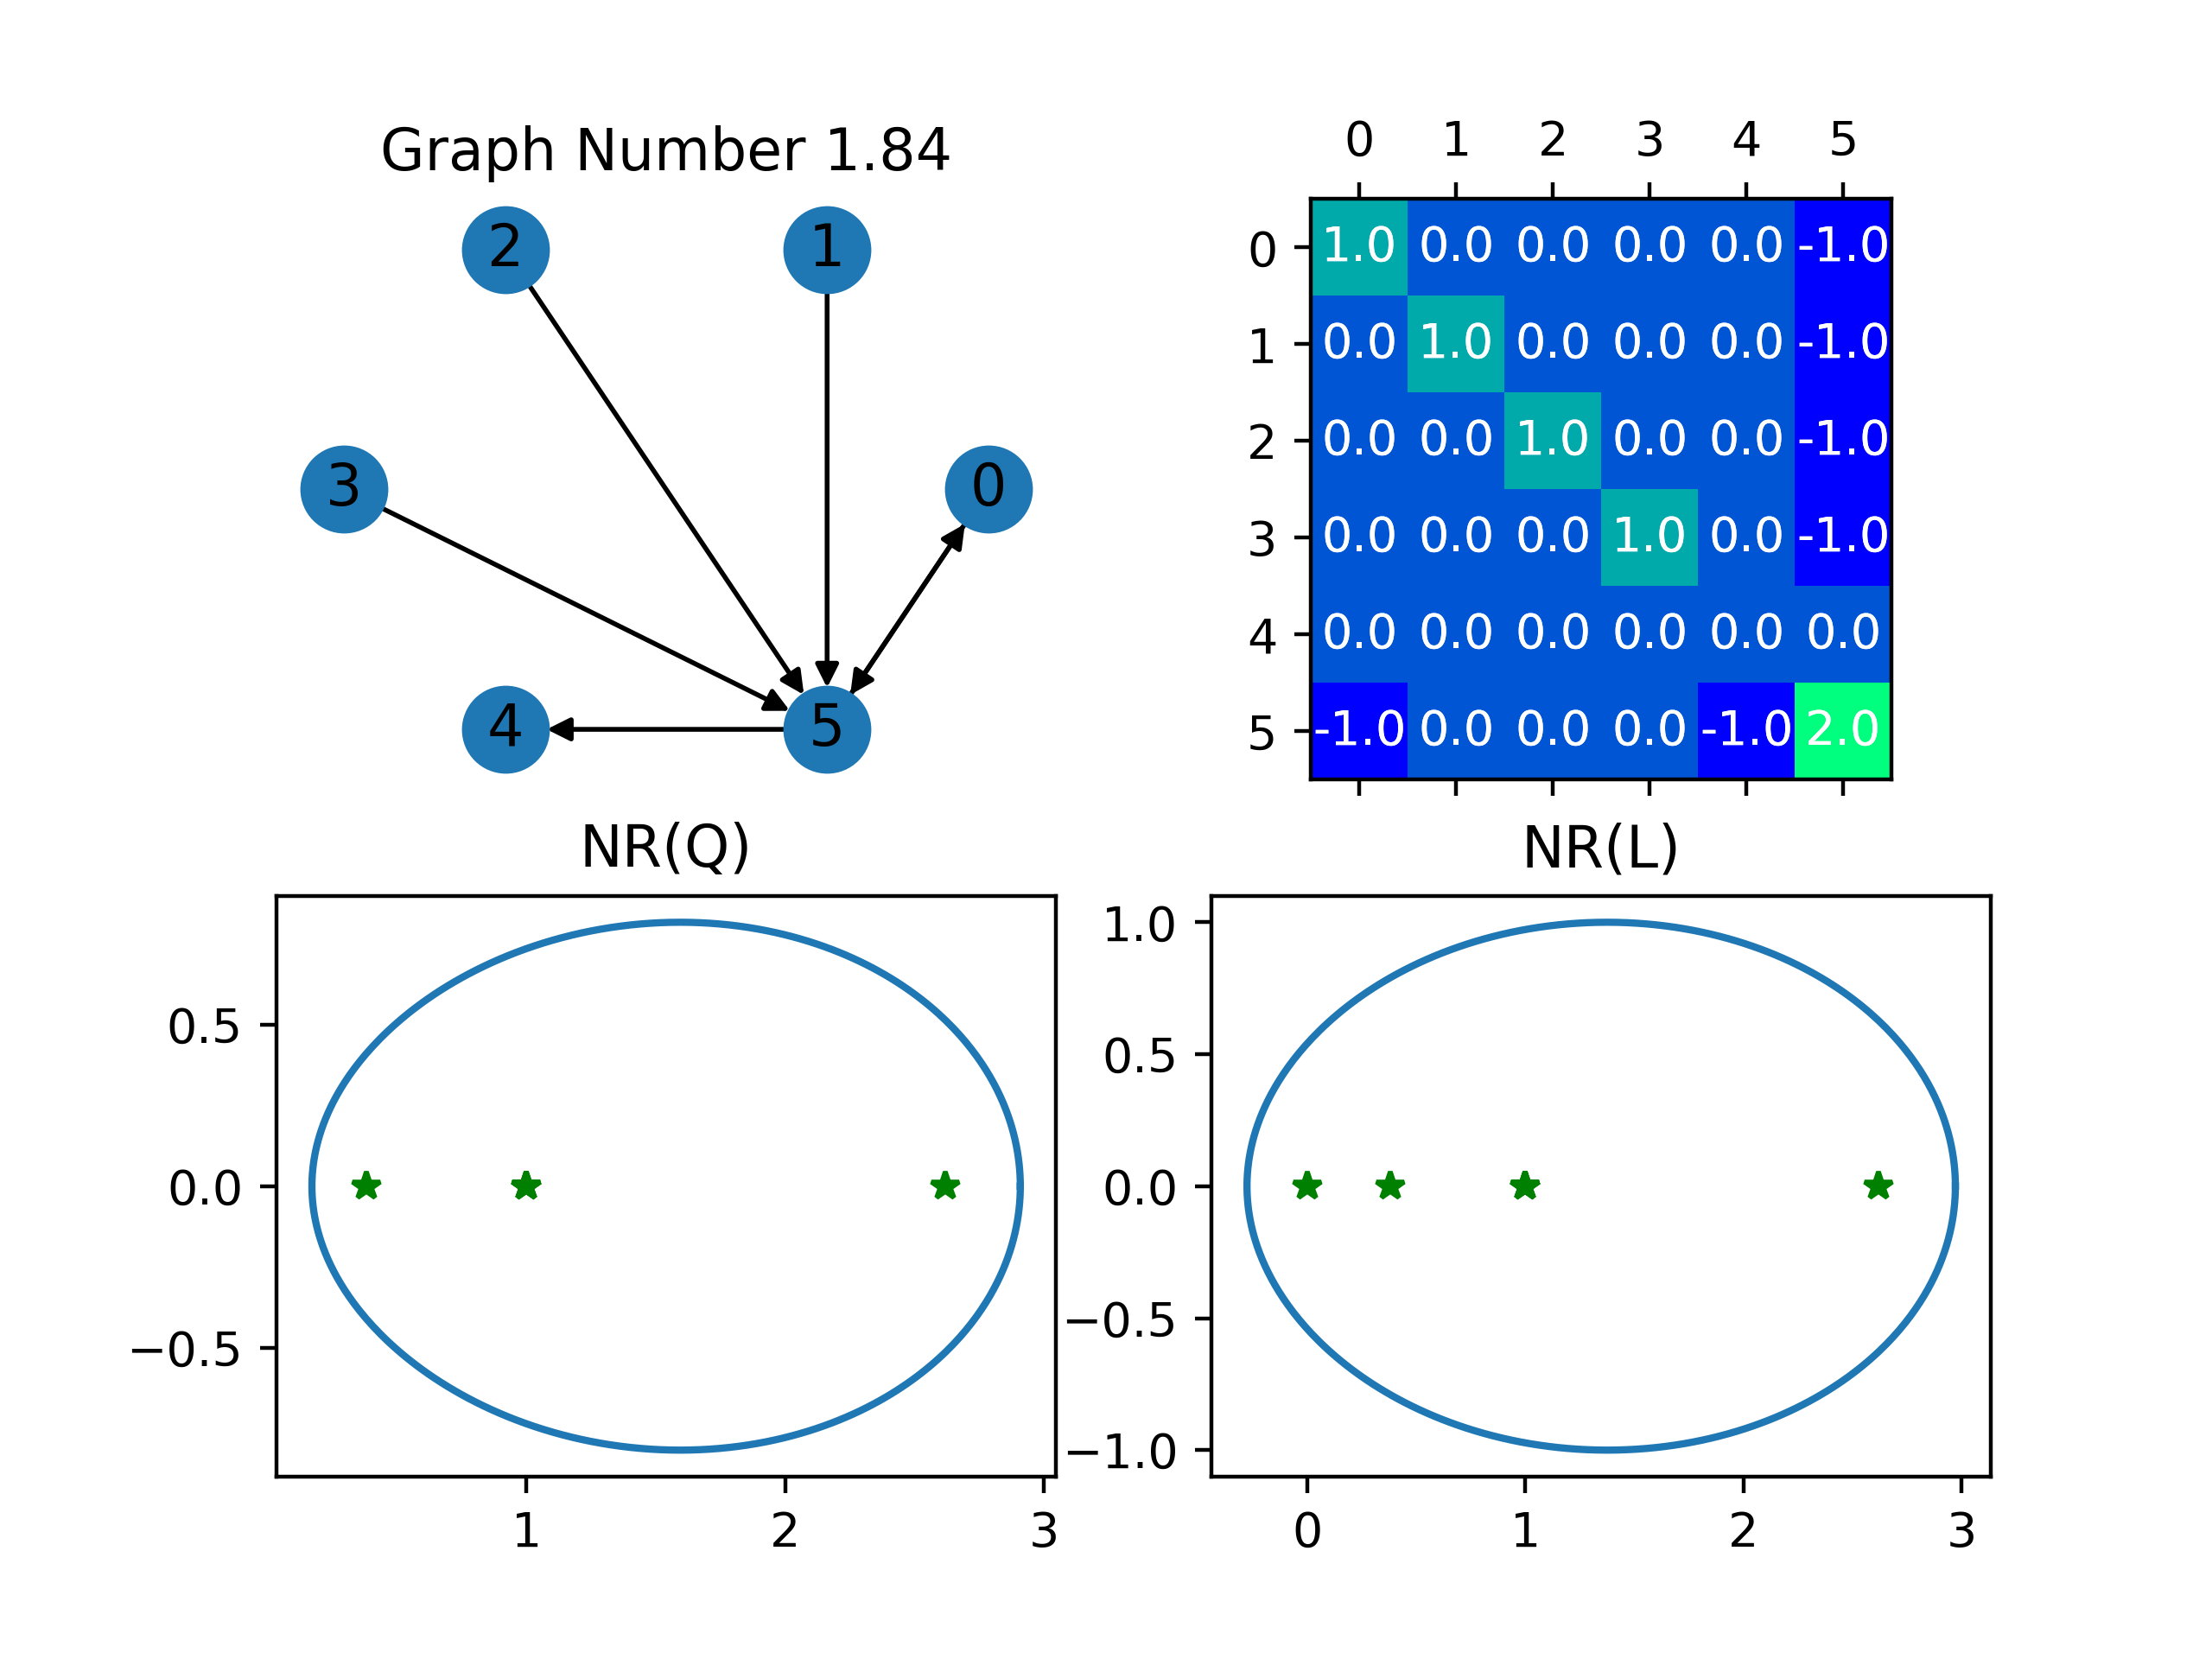 Graph Number 1.84
2
1
3
0
4
5
0 1 2 3 4 5
0 1.0 0.0 0.0 0.0 0.0 -1.0
1 0.0 1.0 0.0 0.0 0.0 -1.0
2 0.0 0.0 1.0 0.0 0.0 -1.0
3 0.0 0.0 0.0 1.0 0.0 -1.0
4 0.0 0.0 0.0 0.0 0.0 0.0
5 -1.0 0.0 0.0 0.0 -1.0 2.0
NR(Q)
0.5
0.0
−0.5
1 2 3
NR(L)
1.0
0.5
0.0
−0.5
−1.0
0 1 2 3